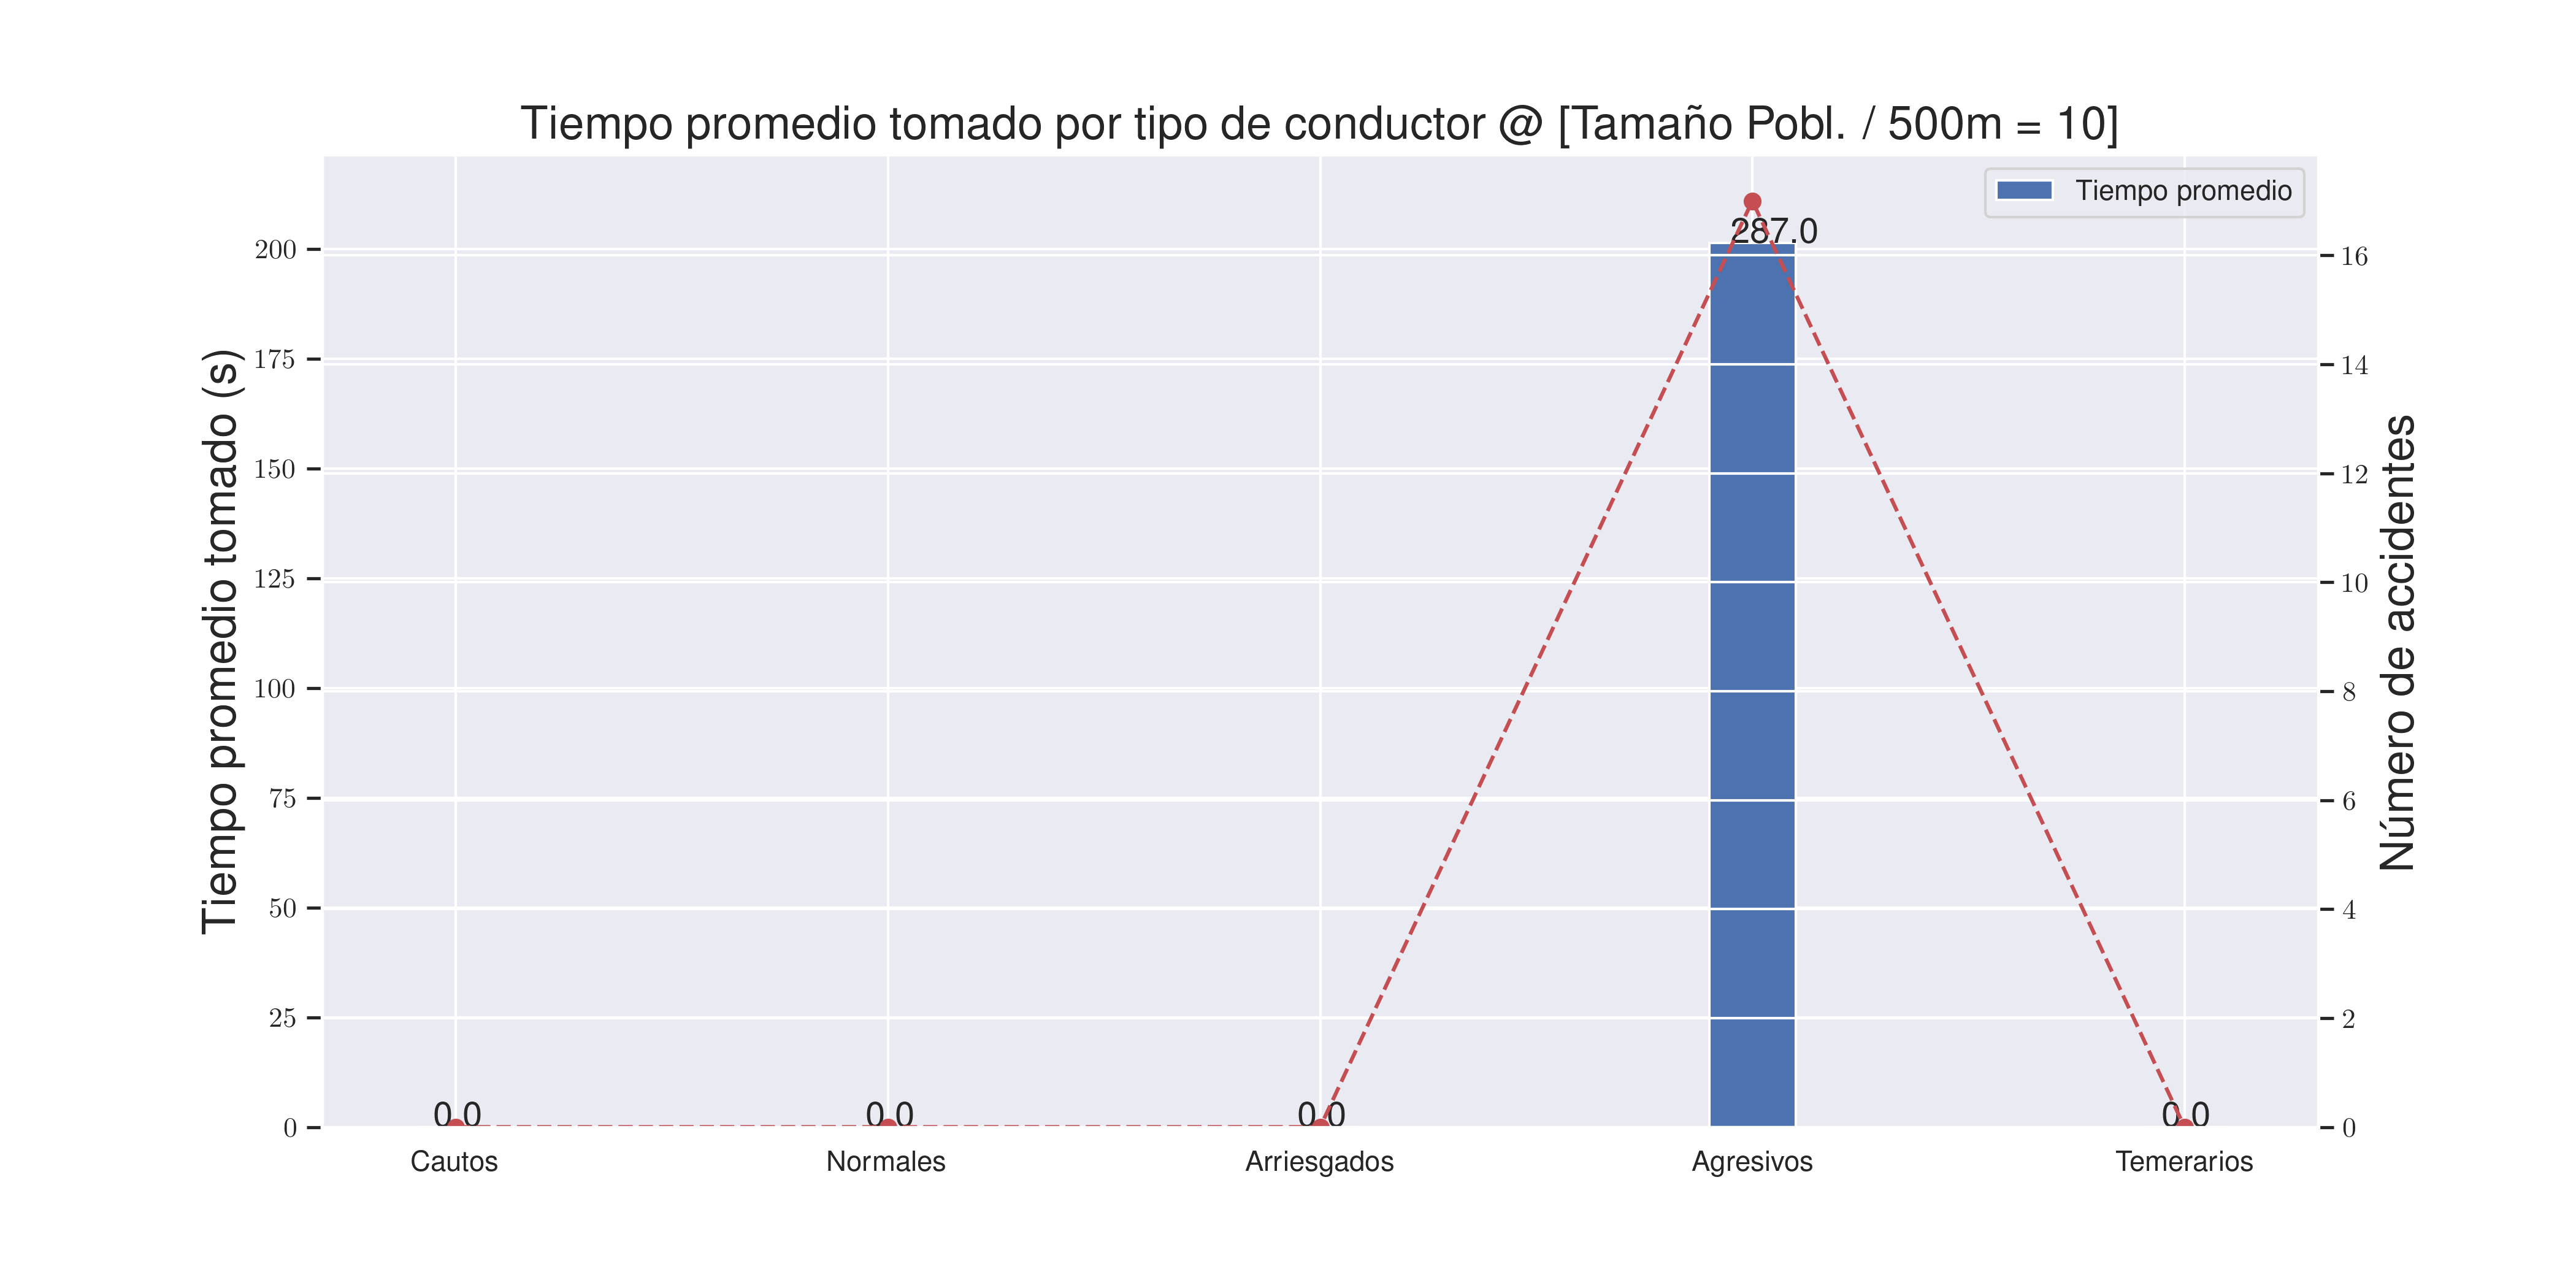 Tiempo promedio tomado por tipo de conductor @ [Tamaño Pobl. / 500m = 10]
Tiempo promedio
287.0
Tiempo promedio tomado (s)
200
175
150
125
100
75
50
25
0
16
14
12
10
8
6
4
2
0
Número de accidentes
0.0
0.0
0.0
0.0
Cautos
Normales
Arriesgados
Agresivos
Temerarios